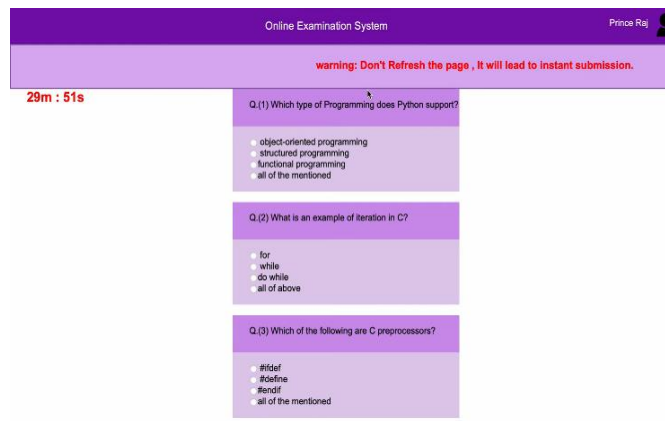 Online Examination System
Prince Raj
warning: Don't Refresh the page , It will lead to instant submission.
29m : 51s
Q.(1) Which type of Programming does Python support?
object-oriented programming
structured programming
functional programming
all of the mentioned
Q.(2) What is an example of iteration in C?
for
while
do while
all of above
Q.(3) Which of the following are C preprocessors?
#ifdef
#define
#endif
all of the mentioned